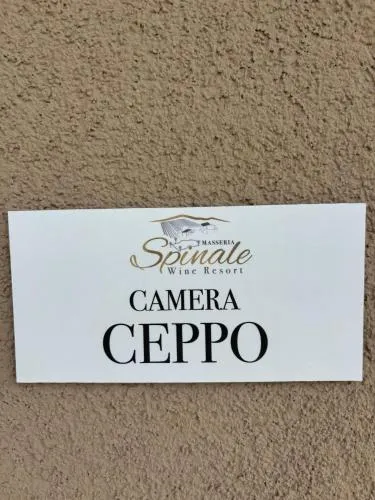 MASSERIA
Spinale
Wine Resort
CAMERA
CEPPO